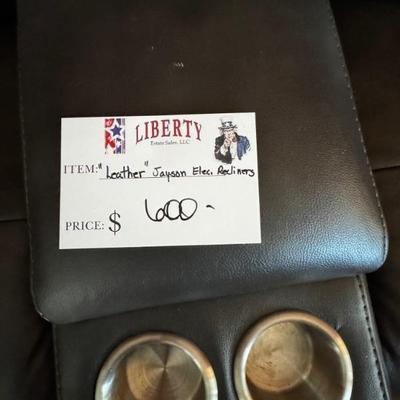 LIBERTY
Estate Sales, LLC
ITEM: "Leather" Jayson Elec. Recliners
PRICE: $ 600-